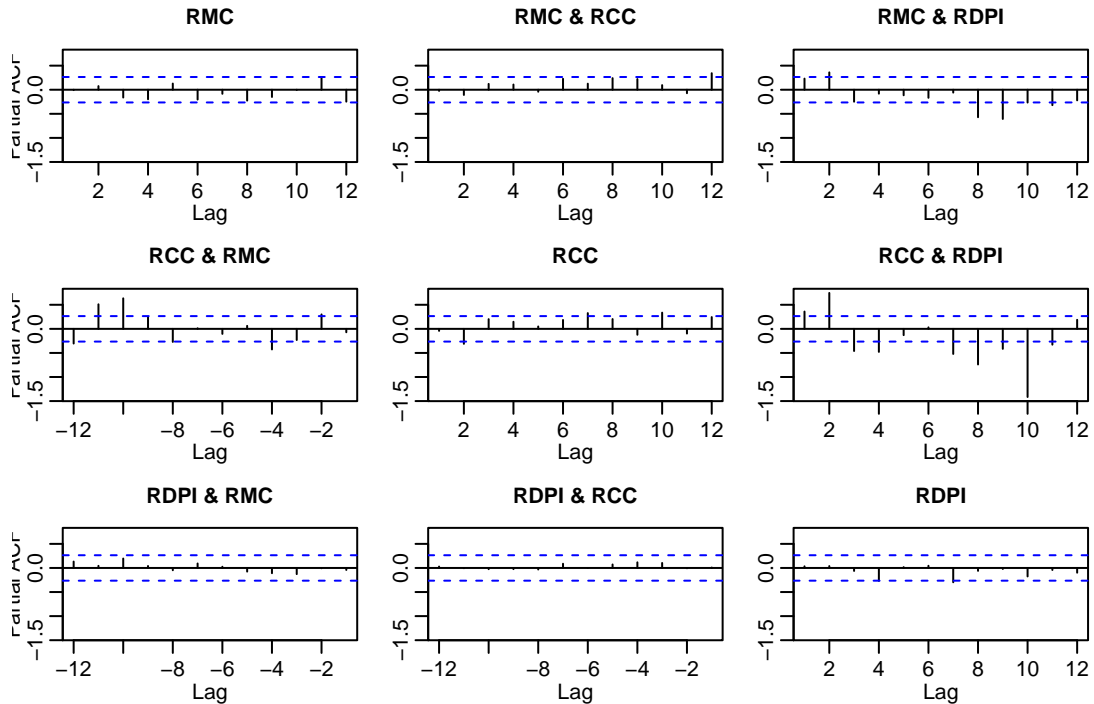 RMC
RMC & RCC
RMC & RDPI
0.0
−1.5
0.0
−1.5
0.0
−1.5
2 4 6 8 10 12
2 4 6 8 10 12
2 4 6 8 10 12
Lag
Lag
Lag
RCC & RMC
RCC
RCC & RDPI
Partial ACF
0.0
−1.5
0.0
−1.5
0.0
−1.5
−12 −8 −6 −4 −2
2 4 6 8 10 12
2 4 6 8 10 12
Lag
Lag
Lag
RDPI & RMC
RDPI & RCC
RDPI
Partial ACF
0.0
−1.5
0.0
−1.5
0.0
−1.5
−12 −8 −6 −4 −2
−12 −8 −6 −4 −2
2 4 6 8 10 12
Lag
Lag
Lag